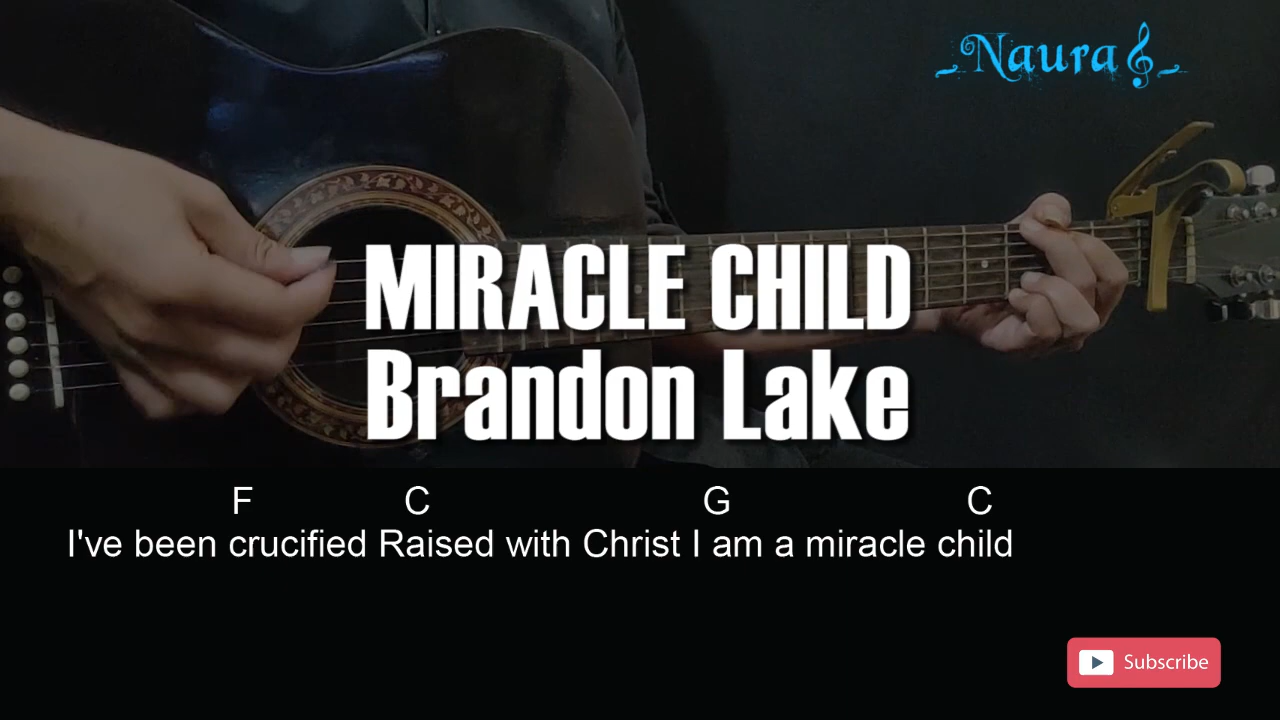 Naura
MIRACLE CHILD
Brandon Lake
F C G C
I've been crucified Raised with Christ I am a miracle child
Subscribe